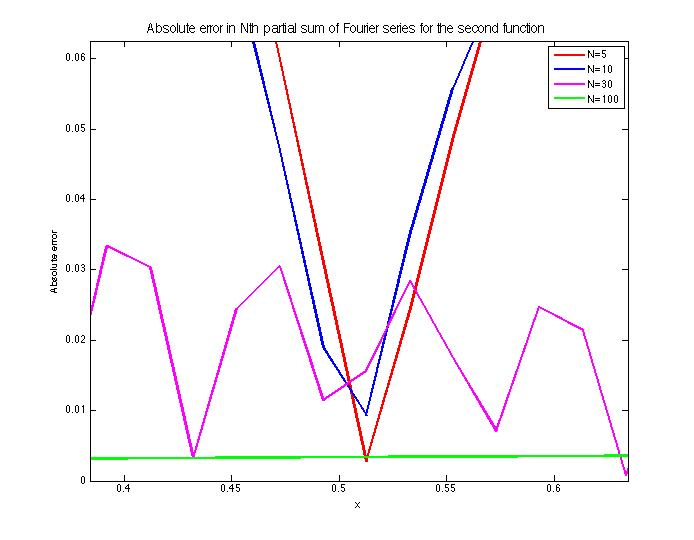 Absolute error in Nth partial sum of Fourier series for the second function
N=5
N=10
N=30
N=100
0.06
0.05
0.04
0.03
0.02
0.01
0
Absolute error
0.4 0.45 0.5 0.55 0.6
x